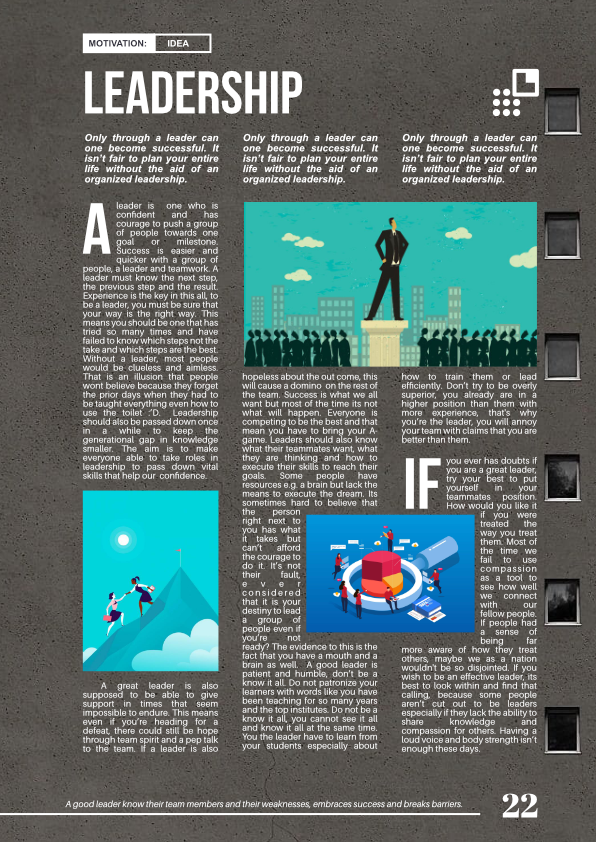 MOTIVATION: IDEA
LEADERSHIP
Only through a leader can
one become successful. It
isn't fair to plan your entire
life without the aid of an
organized leadership.
Only through a leader can
one become successful. It
isn't fair to plan your entire
life without the aid of an
organized leadership.
Only through a leader can
one become successful. It
isn't fair to plan your entire
life without the aid of an
organized leadership.
A leader is one who is
confident and has
courage to push a group
of people towards one
goal or milestone.
Success is easier and
quicker with a group of
people, a leader and teamwork. A
leader must know the next step,
the previous step and the result.
Experience is the key in this all, to
be a leader, you must be sure that
your way is the right way. This
means you should be one that has
tried so many times and have
failed to know which steps not the
take and which steps are the best.
Without a leader, most people
would be clueless and aimless.
That is an illusion that people
wont believe because they forget
the prior days when they had to
be taught everything even how to
use the toilet :'D. Leadership
should also be passed down once
in a while to keep the
generational gap in knowledge
smaller. The aim is to make
everyone able to take roles in
leadership to pass down vital
skills that help our confidence.
A great leader is also
supposed to be able to give
support in times that seem
impossible to endure. This means
even if you're heading for a
defeat, there could still be hope
through team spirit and a pep talk
to the team. If a leader is also
hopeless about the out come, this
will cause a domino on the rest of
the team. Success is what we all
want but most of the time its not
what will happen. Everyone is
competing to be the best and that
mean you have to bring your A-
game. Leaders should also know
what their teammates want, what
they are thinking and how to
execute their skills to reach their
goals. Some people have
resources e.g. a brain but lack the
means to execute the dream. Its
sometimes hard to believe that
the person
right next to
you has what
it takes but
can't afford
the courage to
do it. It's not
their fault,
ever
considered
that it is your
destiny to lead
a group of
people even if
you're not
ready? The evidence to this is the
fact that you have a mouth and a
brain as well. A good leader is
patient and humble, don't be a
know it all. Do not patronize your
learners with words like you have
been teaching for so many years
and the top institutes. Do not be a
know it all, you cannot see it all
and know it all at the same time.
You the leader have to learn from
your students especially about
how to train them or lead
efficiently. Don't try to be overly
superior, you already are in a
higher position than them with
more experience, that's why
you're the leader, you will annoy
your team with claims that you are
better than them.
IF you ever has doubts if
you are a great leader,
try your best to put
yourself in your
teammates position.
How would you like it
if you were
treated the
way you treat
them. Most of
the time we
fail to use
compassion
as a tool to
see how well
we connect
with our
fellow people.
If people had
a sense of
being far
more aware of how they treat
others, maybe we as a nation
wouldn't be so disjointed. If you
wish to be an effective leader, its
best to look within and find that
calling, because some people
aren't cut out to be leaders
especially if they lack the ability to
share knowledge and
compassion for others. Having a
loud voice and body strength isn't
enough these days.
A good leader know their team members and their weaknesses, embraces success and breaks barriers.
22